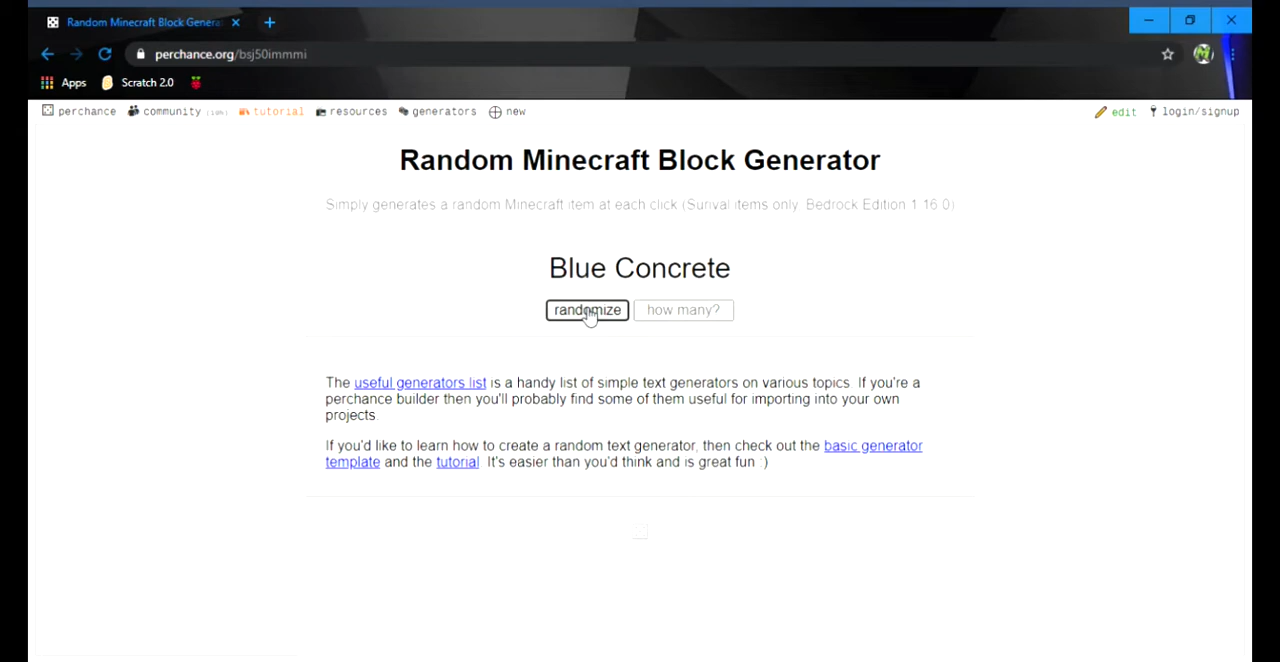 Random Minecraft Block Genera
perchance.org/bsj50immmi
Apps Scratch 2.0
perchance community (10%) tutorial resources generators new edit login/signup
Random Minecraft Block Generator
Simply generates a random Minecraft item at each click (Surival items only. Bedrock Edition 1.16.0)
Blue Concrete
randomize how many?
The useful generators list is a handy list of simple text generators on various topics. If you're a
perchance builder then you'll probably find some of them useful for importing into your own
projects.
If you'd like to learn how to create a random text generator, then check out the basic generator
template and the tutorial. It's easier than you'd think and is great fun :)